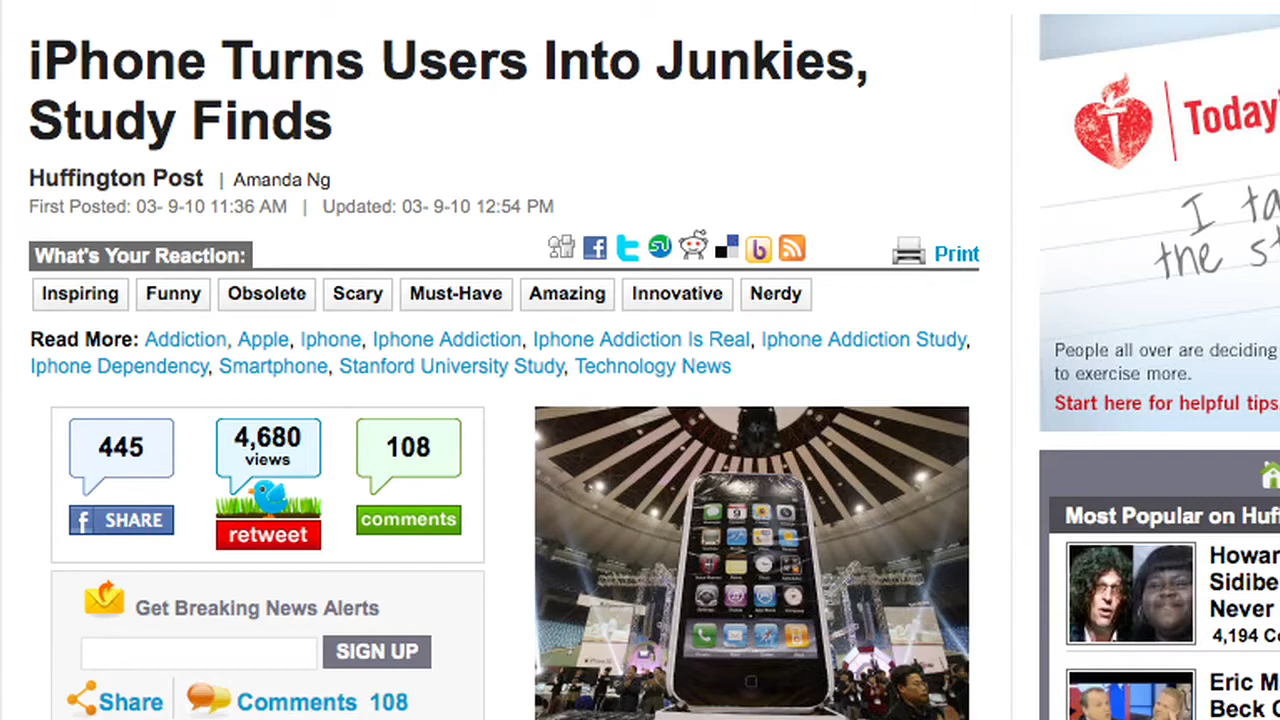 iPhone Turns Users Into Junkies,
Study Finds
Huffington Post | Amanda Ng
First Posted: 03- 9-10 11:36 AM | Updated: 03- 9-10 12:54 PM
What's Your Reaction:
Print
Inspiring Funny Obsolete Scary Must-Have Amazing Innovative Nerdy
Read More: Addiction, Apple, Iphone, Iphone Addiction, Iphone Addiction Is Real, Iphone Addiction Study,
Iphone Dependency, Smartphone, Stanford University Study, Technology News
445
4,680
views
108
f SHARE
retweet
comments
Get Breaking News Alerts
SIGN UP
Share
Comments 108
Today'
I ta
the st
People all over are deciding
to exercise more.
Start here for helpful tips
Most Popular on Huf
Howar
Sidibe
Never
4,194 Co
Eric M
Beck C